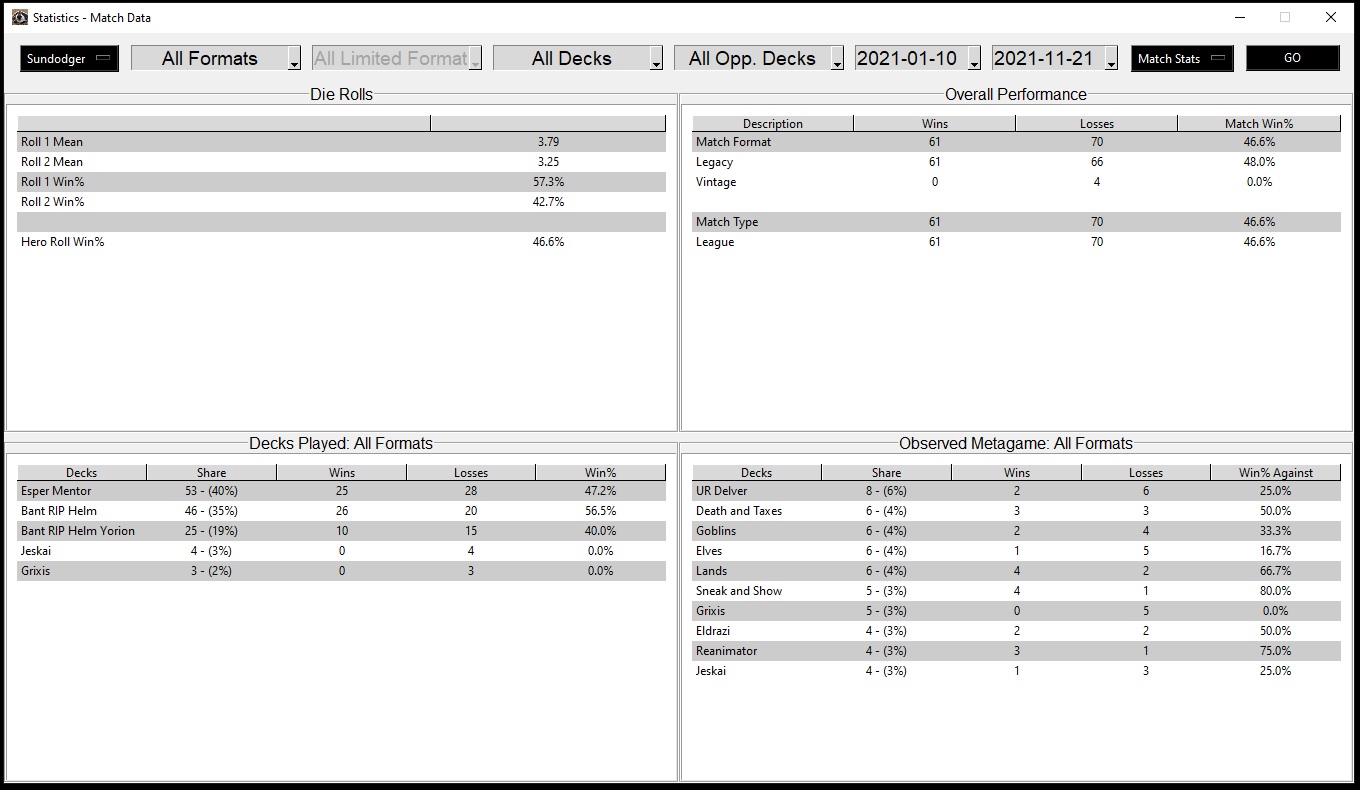 Statistics - Match Data
Sundodger All Formats All Limited Format All Decks All Opp. Decks 2021-01-10 2021-11-21 Match Stats GO
Die Rolls
Roll 1 Mean 3.79
Roll 2 Mean 3.25
Roll 1 Win% 57.3%
Roll 2 Win% 42.7%
Hero Roll Win% 46.6%
Overall Performance
Description Wins Losses Match Win%
Match Format 61 70 46.6%
Legacy 61 66 48.0%
Vintage 0 4 0.0%
Match Type 61 70 46.6%
League 61 70 46.6%
Decks Played: All Formats
Decks Share Wins Losses Win%
Esper Mentor 53 - (40%) 25 28 47.2%
Bant RIP Helm 46 - (35%) 26 20 56.5%
Bant RIP Helm Yorion 25 - (19%) 10 15 40.0%
Jeskai 4 - (3%) 0 4 0.0%
Grixis 3 - (2%) 0 3 0.0%
Observed Metagame: All Formats
Decks Share Wins Losses Win% Against
UR Delver 8 - (6%) 2 6 25.0%
Death and Taxes 6 - (4%) 3 3 50.0%
Goblins 6 - (4%) 2 4 33.3%
Elves 6 - (4%) 1 5 16.7%
Lands 6 - (4%) 4 2 66.7%
Sneak and Show 5 - (3%) 4 1 80.0%
Grixis 5 - (3%) 0 5 0.0%
Eldrazi 4 - (3%) 2 2 50.0%
Reanimator 4 - (3%) 3 1 75.0%
Jeskai 4 - (3%) 1 3 25.0%